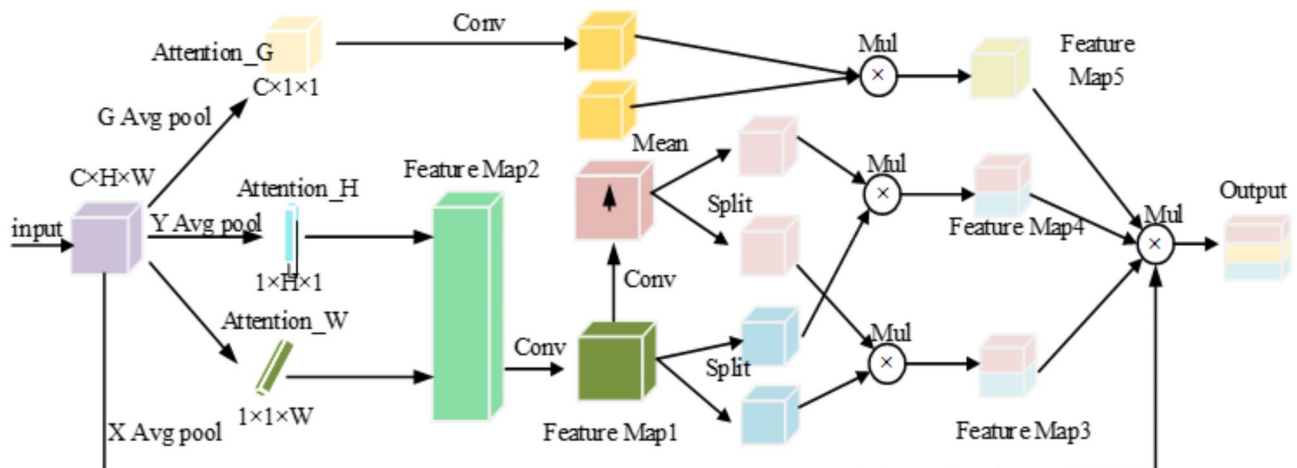 Conv
Mul
Feature
Map5
Attention_G
C×1×1
G Avg pool
Mean
C×H×W
Feature Map2
Mul
Attention_H
Split
Output
input
Y Avg pool
Feature Map4
Mul
1×H×1
Conv
Attention_W
Conv
Mul
Split
1×1×W
X Avg pool
Feature Map1
Feature Map3
×
×
×
×